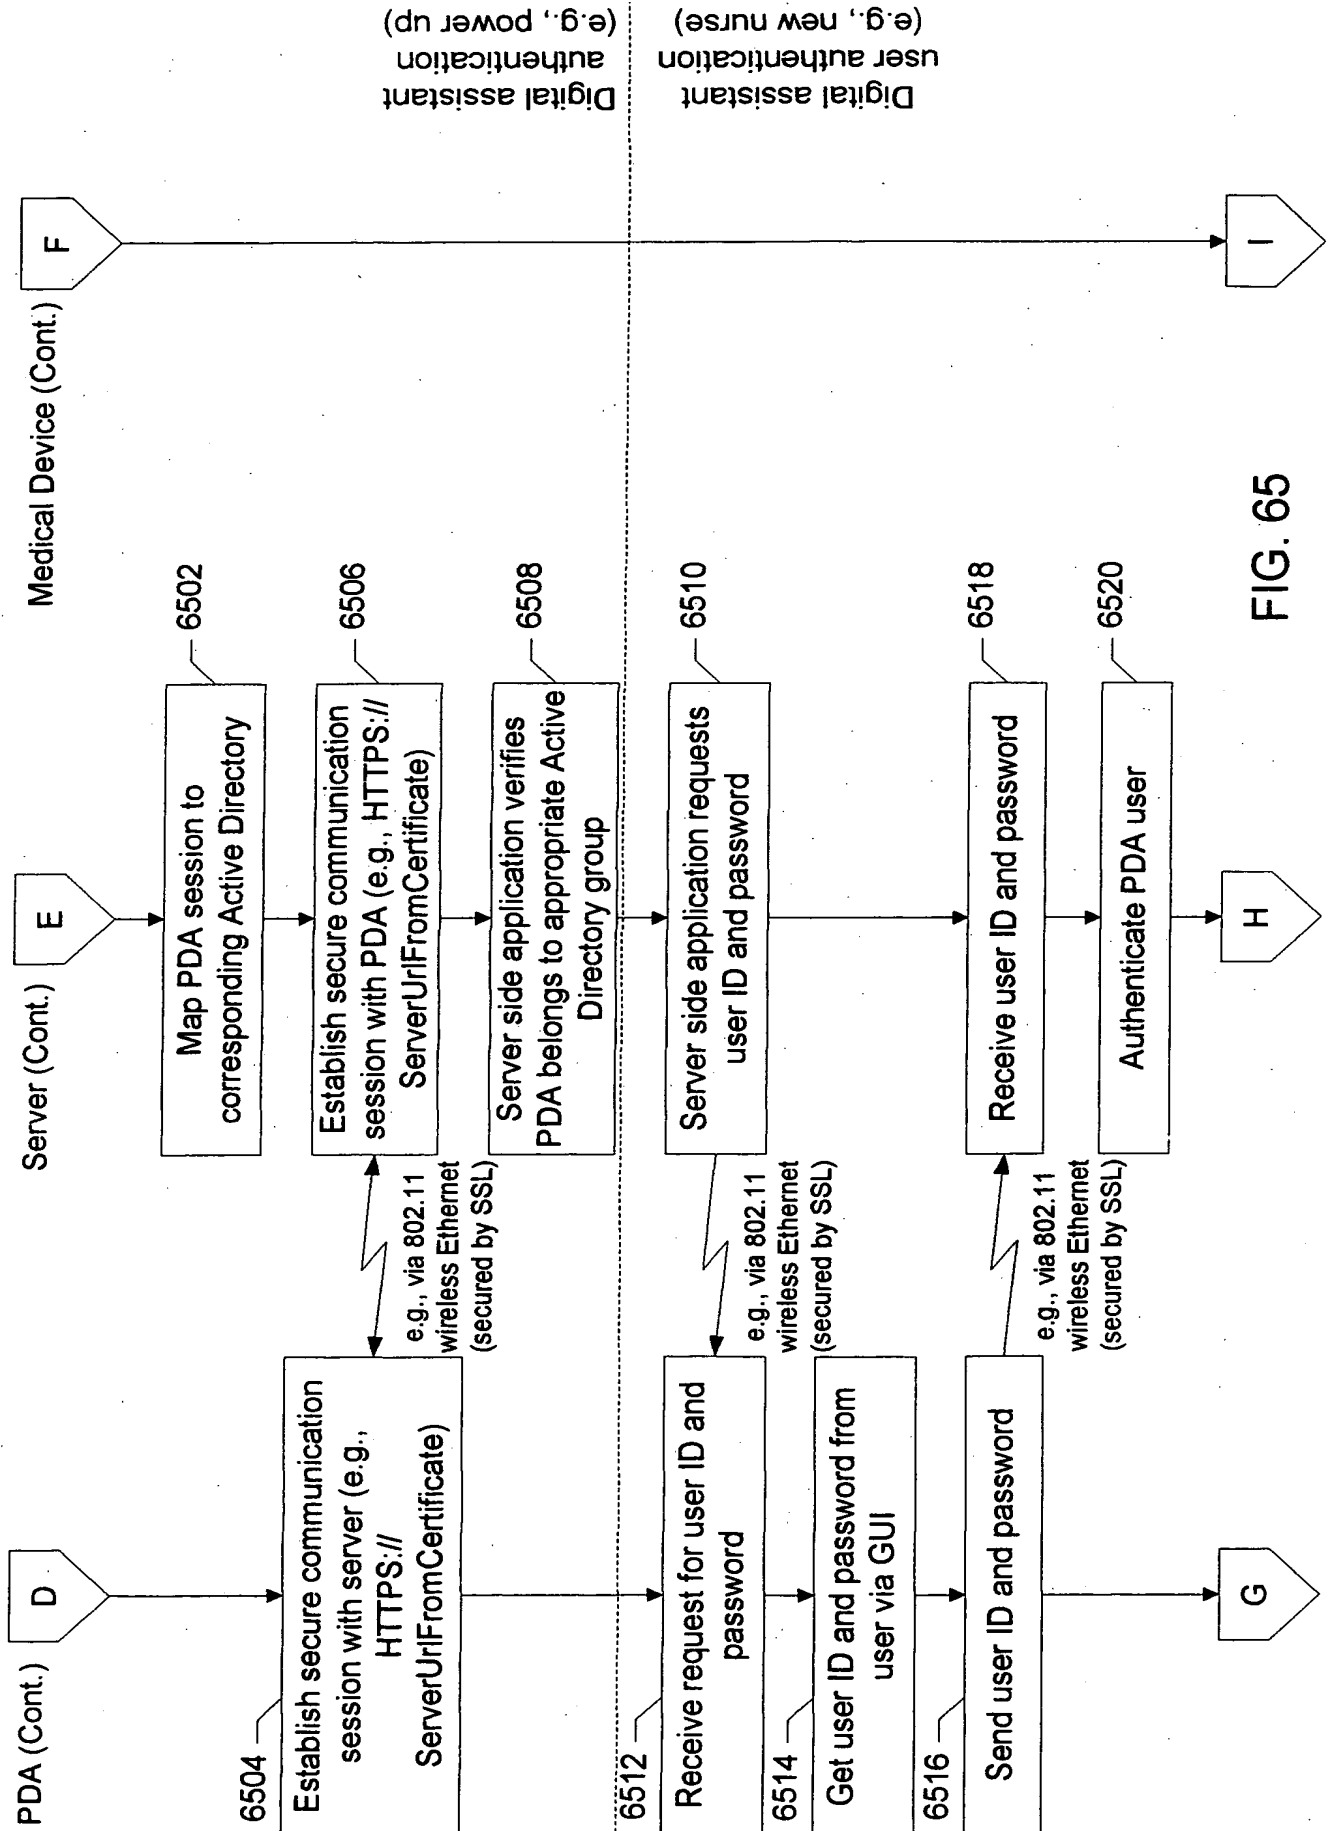 PDA (Cont.)
D
6504
Establish secure communication
session with server (e.g.,
HTTPS://
ServerUrlFromCertificate)
6512
Receive request for user ID and
password
6514
Get user ID and password from
user via GUI
6516
Send user ID and password
G
e.g., via 802.11
wireless Ethernet
(secured by SSL)
e.g., via 802.11
wireless Ethernet
(secured by SSL)
e.g., via 802.11
wireless Ethernet
(secured by SSL)
Server (Cont.)
E
Map PDA session to
corresponding Active Directory
6502
Establish secure communication
session with PDA (e.g., HTTPS://
ServerUrlFromCertificate)
6506
Server side application verifies
PDA belongs to appropriate Active
Directory group
6508
Server side application requests
user ID and password
6510
Receive user ID and password
6518
Authenticate PDA user
6520
H
Medical Device (Cont.)
F
I
Digital assistant
authentication
(e.g., power up)
Digital assistant
user authentication
(e.g., new nurse)
FIG. 65